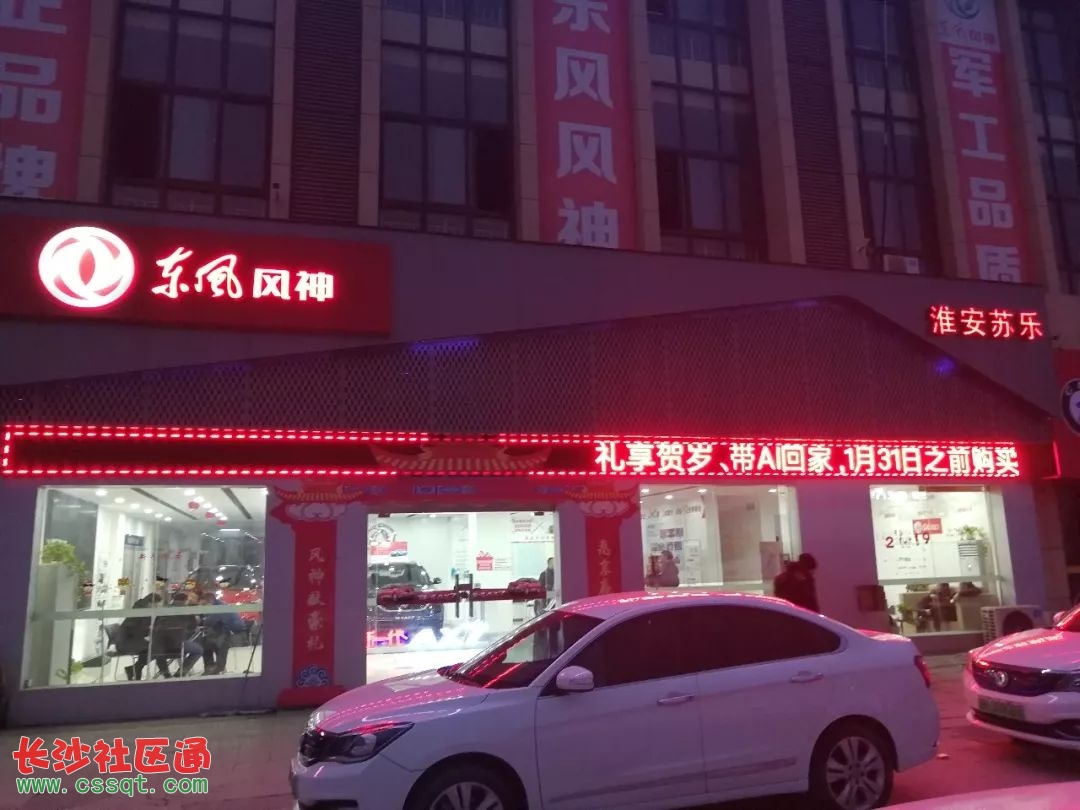 企品牌
东风风神
军工品质
东風风神
淮安苏乐
礼享贺岁、带AI回家,1月31日之前购买
风神献豪礼
长沙社区通
www.cssqt.com